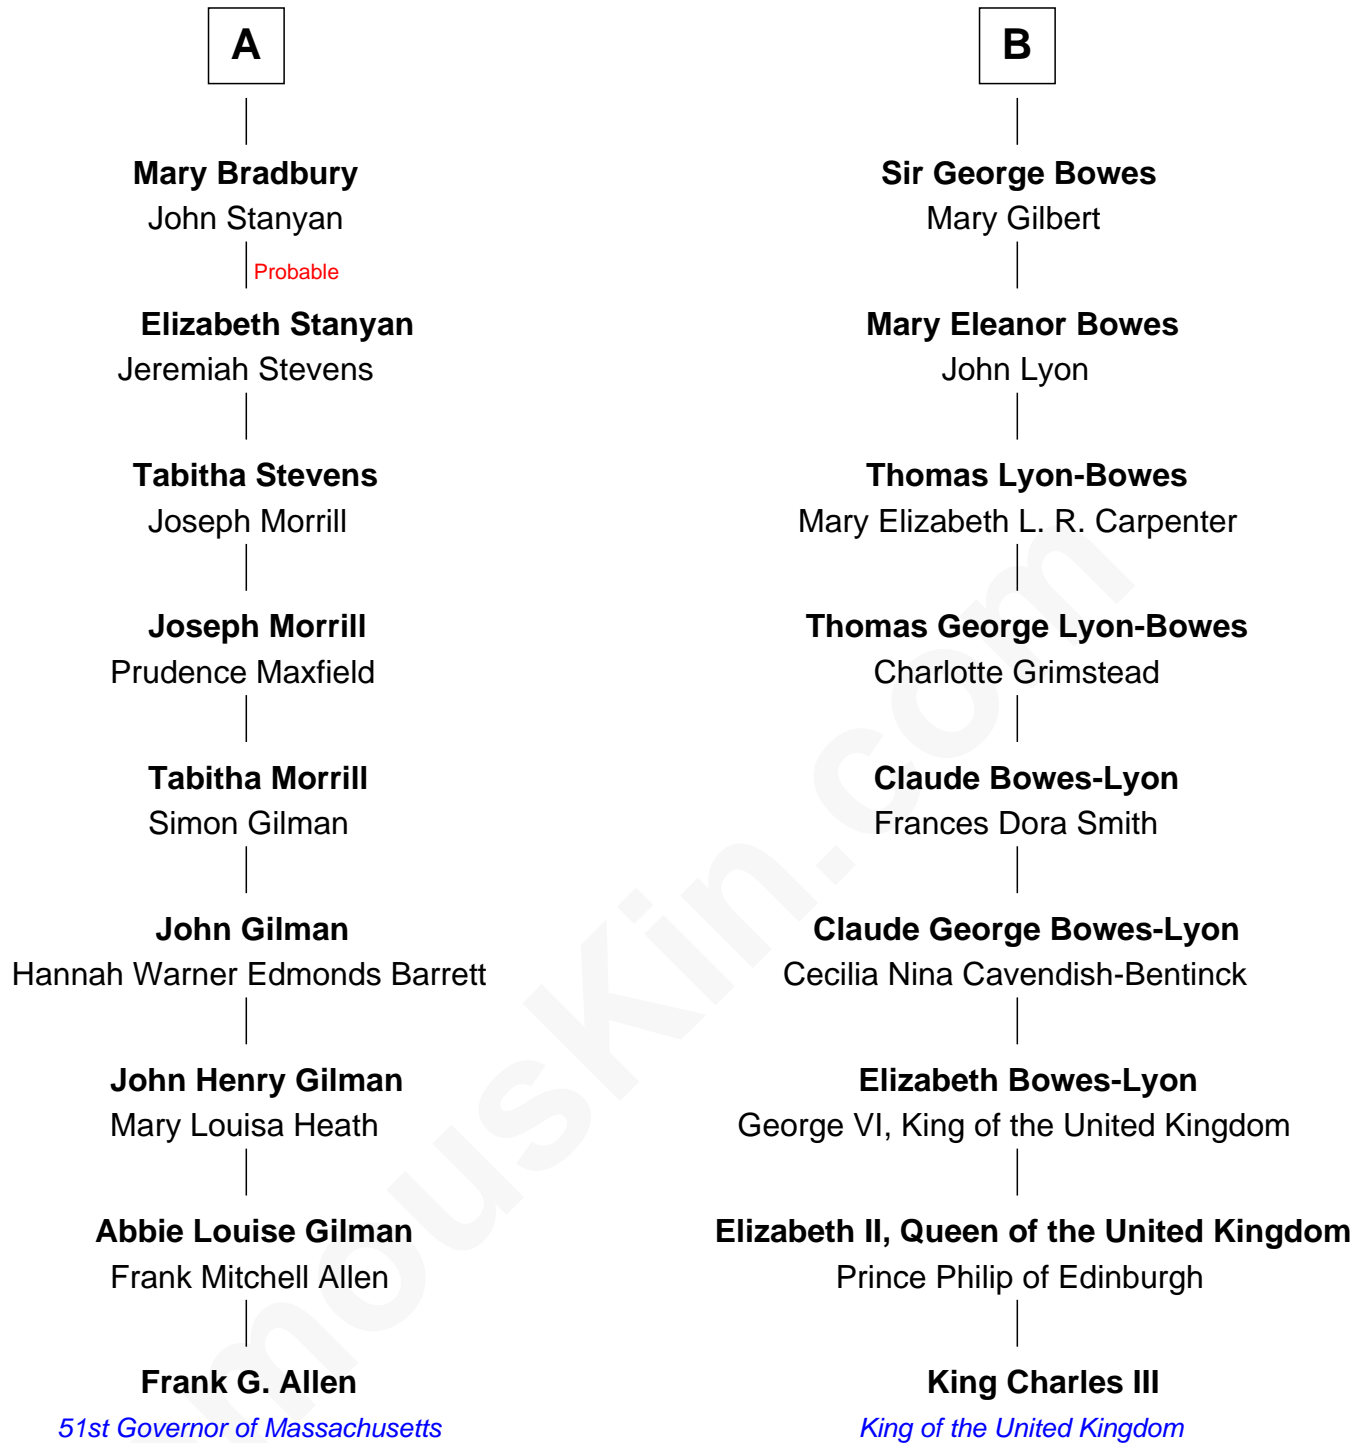 A
Mary Bradbury
John Stanyan
Probable
Elizabeth Stanyan
Jeremiah Stevens
Tabitha Stevens
Joseph Morrill
Joseph Morrill
Prudence Maxfield
Tabitha Morrill
Simon Gilman
John Gilman
Hannah Warner Edmonds Barrett
John Henry Gilman
Mary Louisa Heath
Abbie Louise Gilman
Frank Mitchell Allen
Frank G. Allen
51st Governor of Massachusetts
B
Sir George Bowes
Mary Gilbert
Mary Eleanor Bowes
John Lyon
Thomas Lyon-Bowes
Mary Elizabeth L. R. Carpenter
Thomas George Lyon-Bowes
Charlotte Grimstead
Claude Bowes-Lyon
Frances Dora Smith
Claude George Bowes-Lyon
Cecilia Nina Cavendish-Bentinck
Elizabeth Bowes-Lyon
George VI, King of the United Kingdom
Elizabeth II, Queen of the United Kingdom
Prince Philip of Edinburgh
King Charles III
King of the United Kingdom
mousKin.com